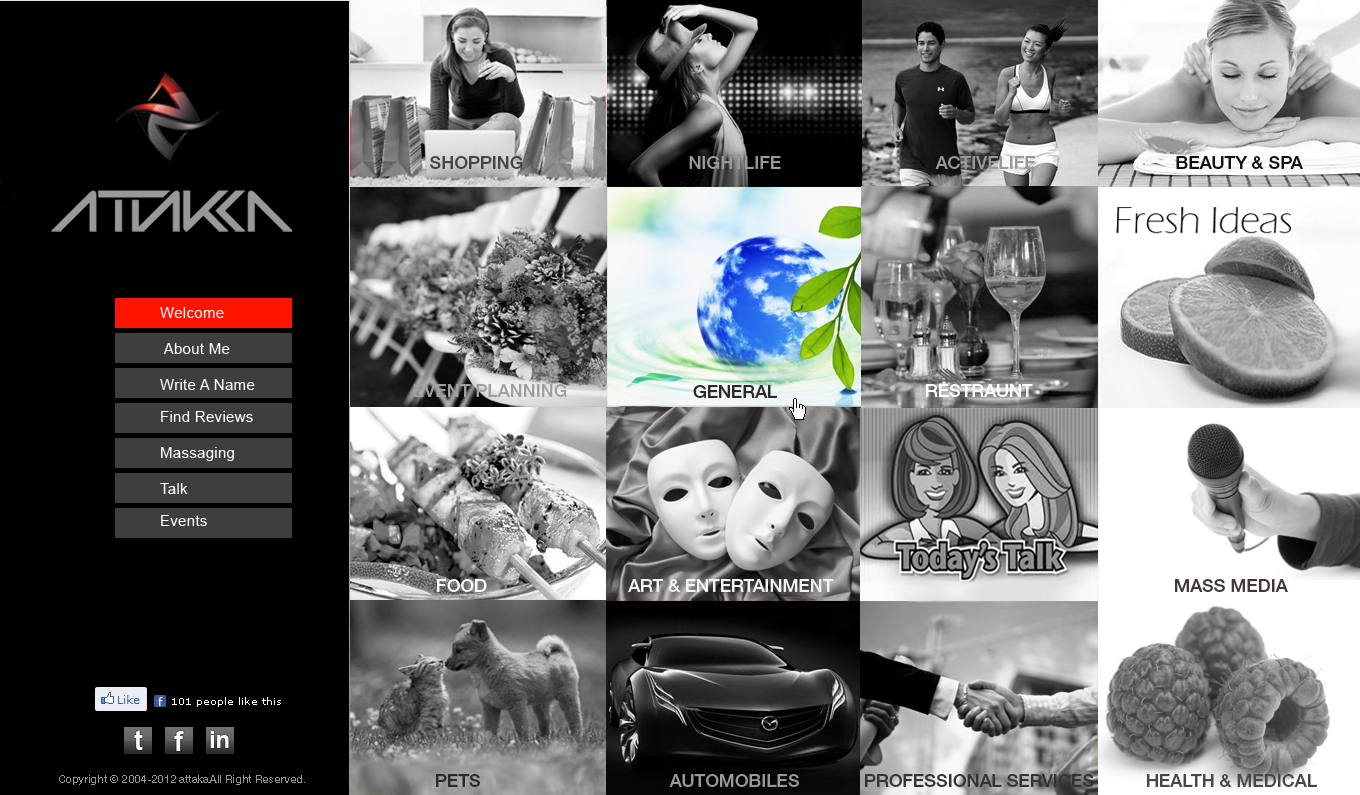 ATTAKA
Welcome
About Me
Write A Name
Find Reviews
Massaging
Talk
Events
Like
101 people like this
t f in
Copyright © 2004-2012 attakaAll Right Reserved.
SHOPPING
NIGHTLIFE
ACTIVELIFE
BEAUTY & SPA
EVENT PLANNING
GENERAL
RESTRAUNT
Fresh Ideas
FOOD
ART & ENTERTAINMENT
Today's Talk
MASS MEDIA
PETS
AUTOMOBILES
PROFESSIONAL SERVICES
HEALTH & MEDICAL